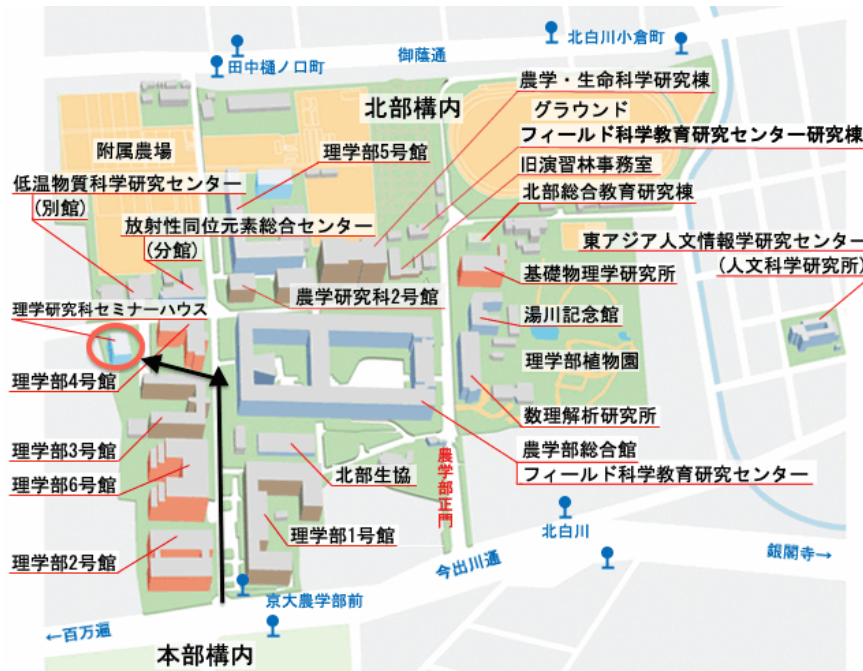 北白川小倉町
御蔭通
田中樋ノ口町
農学・生命科学研究棟
北部構内
グラウンド
フィールド科学教育研究センター研究棟
附属農場
理学部5号館
旧演習林事務室
低温物質科学研究センター
(別館)
北部総合教育研究棟
放射性同位元素総合センター
(分館)
東アジア人文情報学研究センター
(人文科学研究所)
基礎物理学研究所
農学研究科2号館
理学研究科セミナーハウス
湯川記念館
理学部植物園
理学部4号館
数理解析研究所
理学部3号館
農学部総合館
フィールド科学教育研究センター
北部生協
農学部正門
理学部6号館
北白川
理学部1号館
理学部2号館
今出川通
銀閣寺→
京大農学部前
←百万遍
本部構内